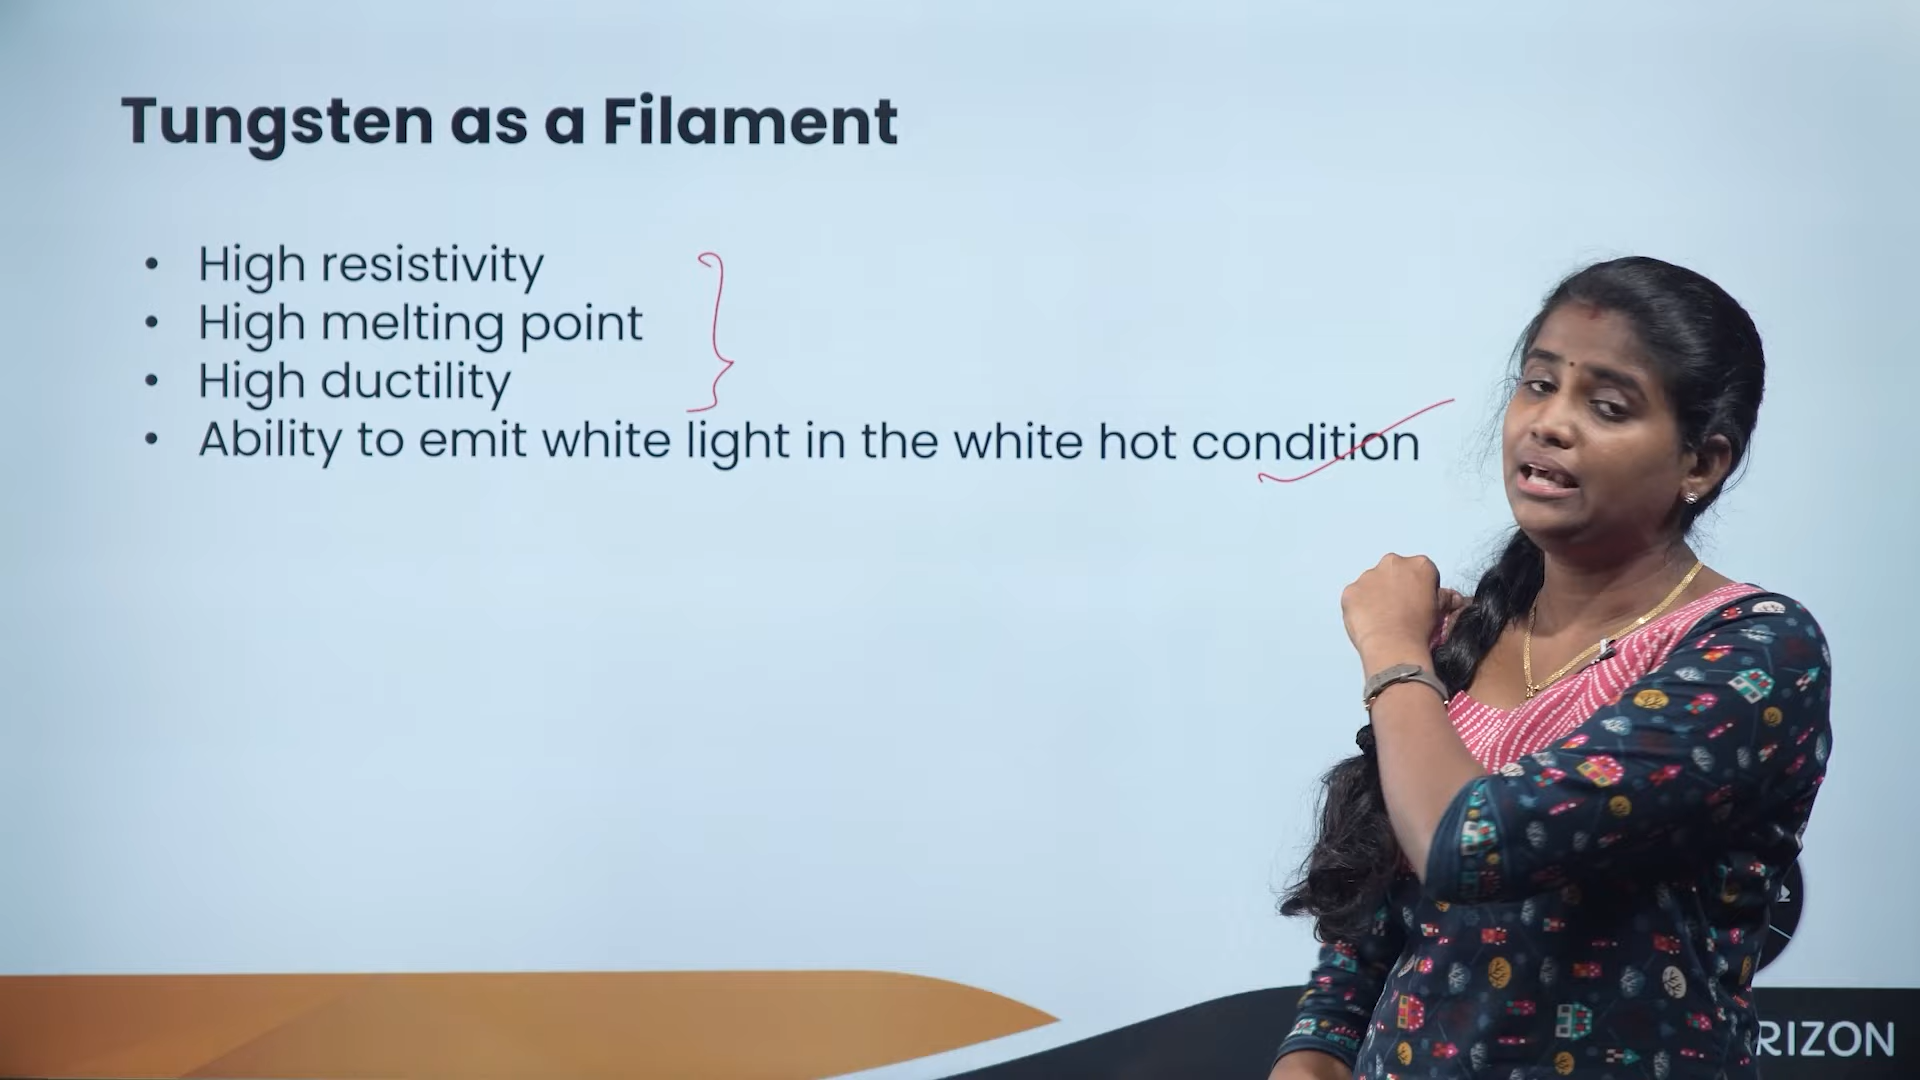 Tungsten as a Filament
• High resistivity
• High melting point
• High ductility
• Ability to emit white light in the white hot condition
RIZON